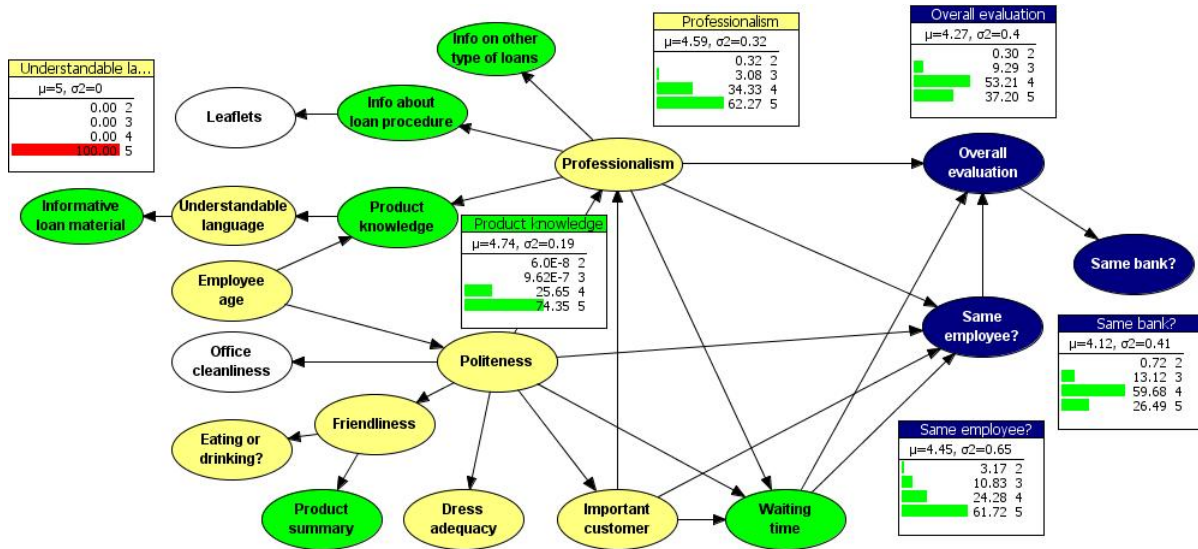 Professionalism
μ=4.59, σ2=0.32
0.32 2
3.08 3
34.33 4
62.27 5
Overall evaluation
μ=4.27, σ2=0.4
0.30 2
9.29 3
53.21 4
37.20 5
Info on other
type of loans
Understandable la...
μ=5, σ2=0
0.00 2
0.00 3
0.00 4
100.00 5
Leaflets
Info about
loan procedure
Professionalism
Overall
evaluation
Informative
loan material
Understandable
language
Product
knowledge
Product knowledge
μ=4.74, σ2=0.19
6.0E-8 2
9.62E-7 3
25.65 4
74.35 5
Same bank?
Employee
age
Same
employee?
Office
cleanliness
Politeness
Same bank?
μ=4.12, σ2=0.41
0.72 2
13.12 3
59.68 4
26.49 5
Friendliness
Eating or
drinking?
Same employee?
μ=4.45, σ2=0.65
3.17 2
10.83 3
24.28 4
61.72 5
Product
summary
Dress
adequacy
Important
customer
Waiting
time